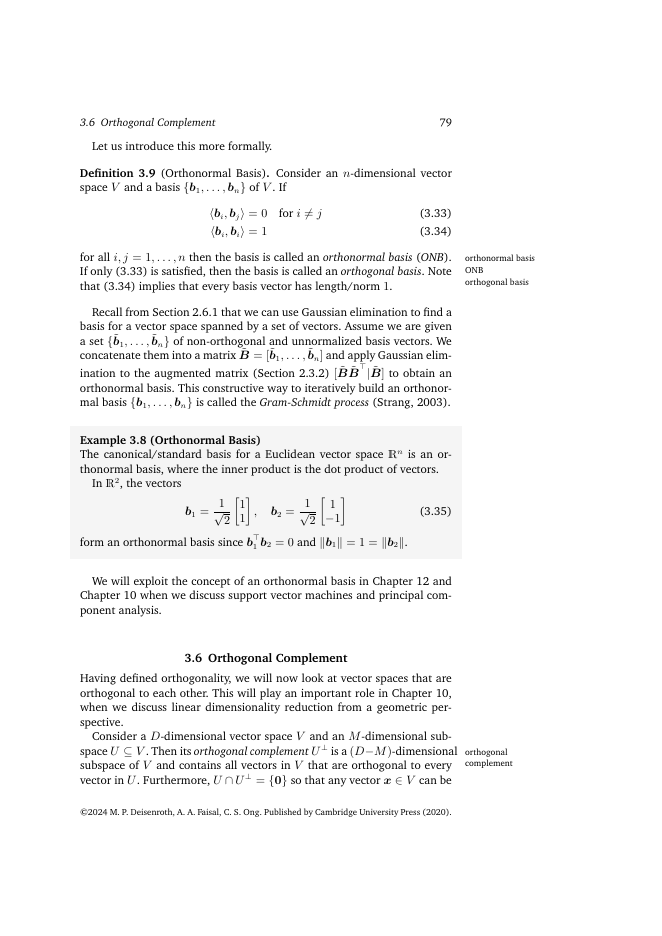 3.6 Orthogonal Complement 79
Let us introduce this more formally.
Definition 3.9 (Orthonormal Basis). Consider an n-dimensional vector
space V and a basis {b₁, . . . , bₙ} of V. If
⟨bᵢ, bⱼ⟩ = 0 for i ≠ j (3.33)
⟨bᵢ, bᵢ⟩ = 1 (3.34)
for all i, j = 1, . . . , n then the basis is called an orthonormal basis (ONB).
orthonormal basis
If only (3.33) is satisfied, then the basis is called an orthogonal basis. Note
ONB
that (3.34) implies that every basis vector has length/norm 1.
orthogonal basis
Recall from Section 2.6.1 that we can use Gaussian elimination to find a
basis for a vector space spanned by a set of vectors. Assume we are given
a set {b̃₁, . . . , b̃ₙ} of non-orthogonal and unnormalized basis vectors. We
concatenate them into a matrix B̃ = [b̃₁, . . . , b̃ₙ] and apply Gaussian elim-
ination to the augmented matrix (Section 2.3.2) [B̃B̃⊤|B̃] to obtain an
orthonormal basis. This constructive way to iteratively build an orthonor-
mal basis {b₁, . . . , bₙ} is called the Gram-Schmidt process (Strang, 2003).
Example 3.8 (Orthonormal Basis)
The canonical/standard basis for a Euclidean vector space ℝⁿ is an or-
thonormal basis, where the inner product is the dot product of vectors.
In ℝ², the vectors
b₁ = 1/√2 [1 1], b₂ = 1/√2 [1 −1] (3.35)
form an orthonormal basis since b₁⊤b₂ = 0 and ‖b₁‖ = 1 = ‖b₂‖.
We will exploit the concept of an orthonormal basis in Chapter 12 and
Chapter 10 when we discuss support vector machines and principal com-
ponent analysis.
3.6 Orthogonal Complement
Having defined orthogonality, we will now look at vector spaces that are
orthogonal to each other. This will play an important role in Chapter 10,
when we discuss linear dimensionality reduction from a geometric per-
spective.
Consider a D-dimensional vector space V and an M-dimensional sub-
space U ⊆ V. Then its orthogonal complement U⊥ is a (D−M)-dimensional
orthogonal
subspace of V and contains all vectors in V that are orthogonal to every
complement
vector in U. Furthermore, U ∩ U⊥ = {0} so that any vector x ∈ V can be
©2024 M. P. Deisenroth, A. A. Faisal, C. S. Ong. Published by Cambridge University Press (2020).